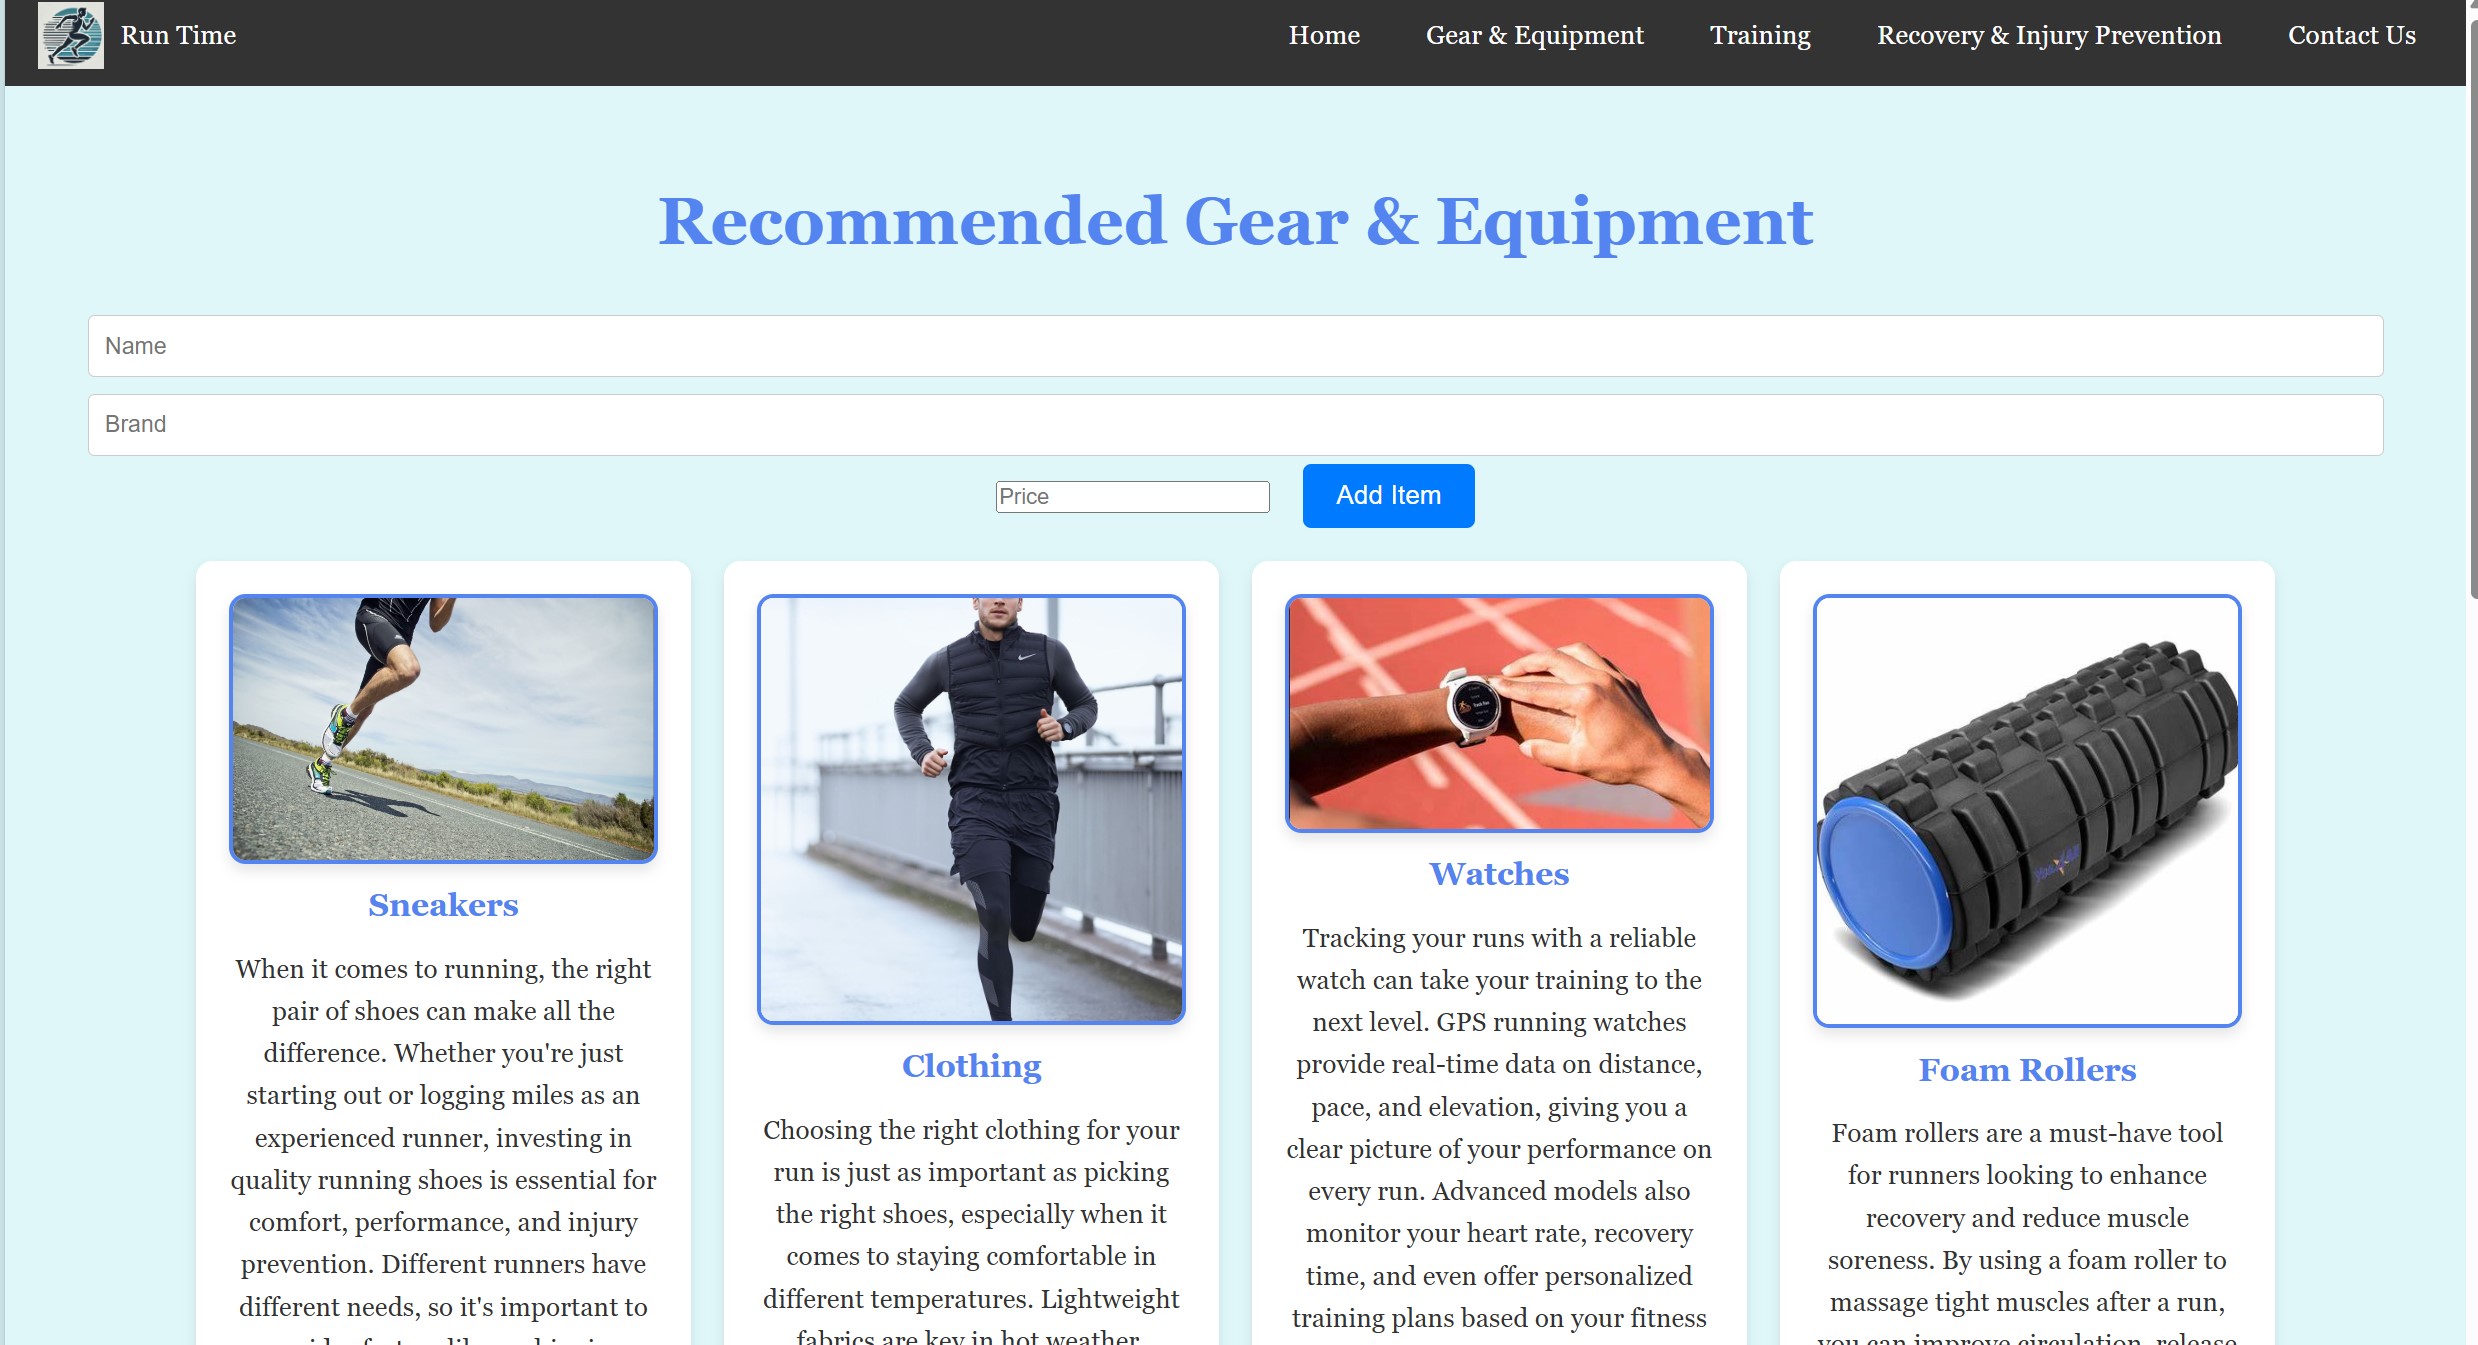 Run Time
Home
Gear & Equipment
Training
Recovery & Injury Prevention
Contact Us
Recommended Gear & Equipment
Name
Brand
Price
Add Item
Sneakers
When it comes to running, the right
pair of shoes can make all the
difference. Whether you're just
starting out or logging miles as an
experienced runner, investing in
quality running shoes is essential for
comfort, performance, and injury
prevention. Different runners have
different needs, so it's important to
Clothing
Choosing the right clothing for your
run is just as important as picking
the right shoes, especially when it
comes to staying comfortable in
different temperatures. Lightweight
fabrics are key in hot weather,
Watches
Tracking your runs with a reliable
watch can take your training to the
next level. GPS running watches
provide real-time data on distance,
pace, and elevation, giving you a
clear picture of your performance on
every run. Advanced models also
monitor your heart rate, recovery
time, and even offer personalized
training plans based on your fitness
Foam Rollers
Foam rollers are a must-have tool
for runners looking to enhance
recovery and reduce muscle
soreness. By using a foam roller to
massage tight muscles after a run,
you can improve circulation, release